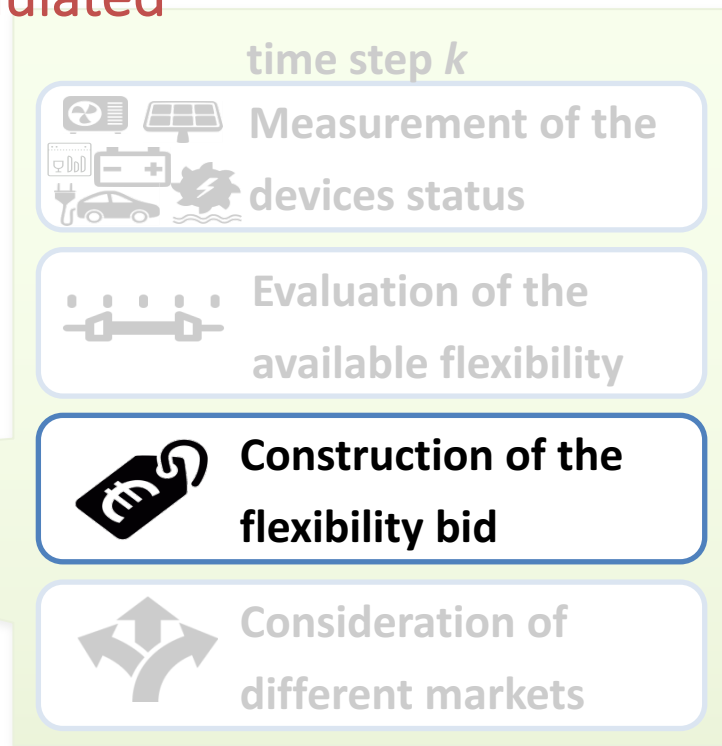 time step k
Measurement of the
devices status
Evaluation of the
available flexibility
€
Construction of the
flexibility bid
Consideration of
different markets